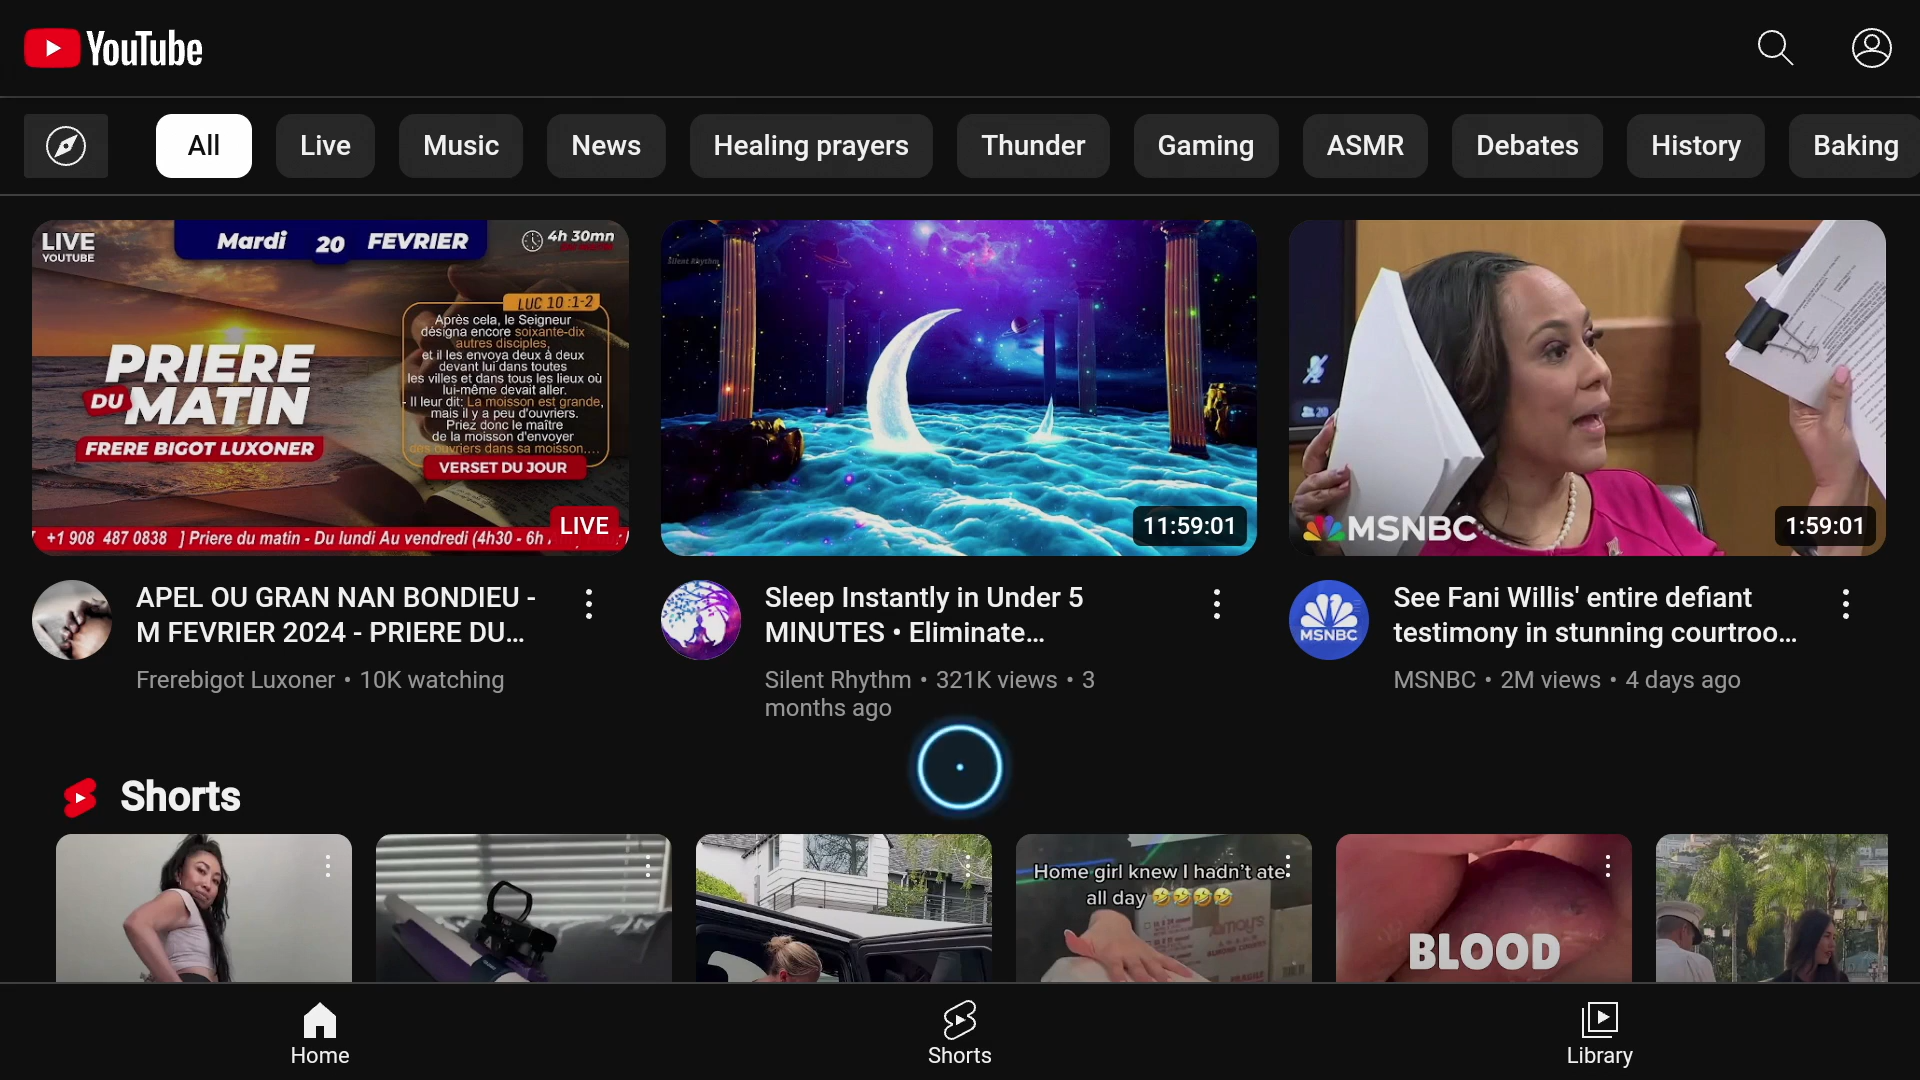 YouTube
All
Live
Music
News
Healing prayers
Thunder
Gaming
ASMR
Debates
History
Baking
LIVE
YOUTUBE
Mardi 20 FEVRIER
4h 30mn
LUC 10 :1-2
Après cela, le Seigneur
désigna encore soixante-dix
autres disciples,
et il les envoya deux à deux
devant lui dans toutes
les villes et dans tous les lieux où
lui-même devait aller.
- Il leur dit: La moisson est grande,
mais il y a peu d'ouvriers.
Priez donc le maître
de la moisson d'envoyer
des ouvriers dans sa moisson....
VERSET DU JOUR
PRIERE
DU MATIN
FRERE BIGOT LUXONER
+1 908 487 0838 ] Priere du matin - Du lundi Au vendredi (4h30 - 6h
LIVE
APEL OU GRAN NAN BONDIEU -
M FEVRIER 2024 - PRIERE DU...
Frerebigot Luxoner • 10K watching
Silent Rhythm
11:59:01
Sleep Instantly in Under 5
MINUTES • Eliminate...
Silent Rhythm • 321K views • 3
months ago
20
MSNBC
1:59:01
MSNBC
See Fani Willis' entire defiant
testimony in stunning courtroo...
MSNBC • 2M views • 4 days ago
Shorts
Home girl knew I hadn't ate
all day 🤣🤣🤣🤣
BLOOD
Home
Shorts
Library